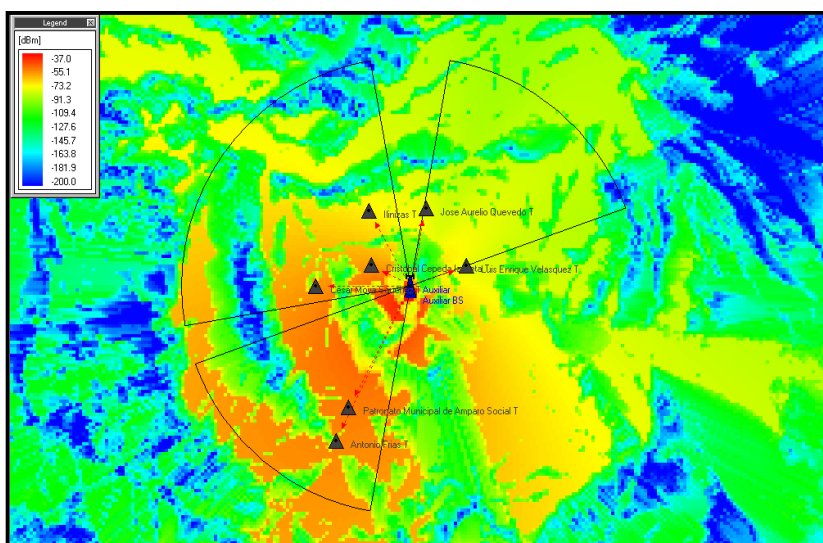 Legend
[dBm]
-37.0
-55.1
-73.2
-91.3
-109.4
-127.6
-145.7
-163.8
-181.9
-200.0
Ilinizas T
Jose Aurelio Quevedo T
Cristobal Cepeda
Luis Enrique Velasquez T
César Moya
Auxiliar
Auxiliar BS
Patronato Municipal de Amparo Social T
Antonio Frias T